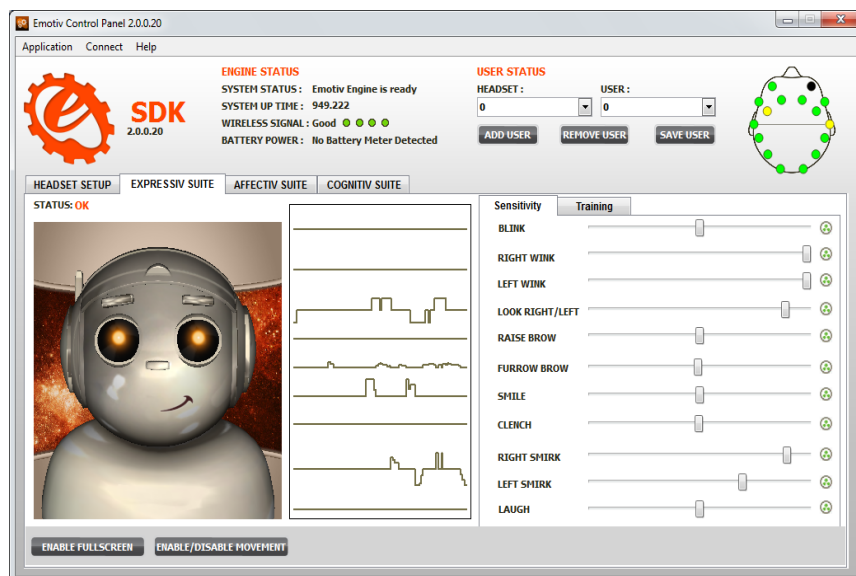 Emotiv Control Panel 2.0.0.20
Application Connect Help
SDK
2.0.0.20
ENGINE STATUS
SYSTEM STATUS : Emotiv Engine is ready
SYSTEM UP TIME : 949.222
WIRELESS SIGNAL : Good
BATTERY POWER : No Battery Meter Detected
USER STATUS
HEADSET : USER :
0 0
ADD USER REMOVE USER SAVE USER
HEADSET SETUP EXPRESSIV SUITE AFFECTIV SUITE COGNITIV SUITE
STATUS: OK
Sensitivity Training
BLINK
RIGHT WINK
LEFT WINK
LOOK RIGHT/LEFT
RAISE BROW
FURROW BROW
SMILE
CLENCH
RIGHT SMIRK
LEFT SMIRK
LAUGH
ENABLE FULLSCREEN ENABLE/DISABLE MOVEMENT